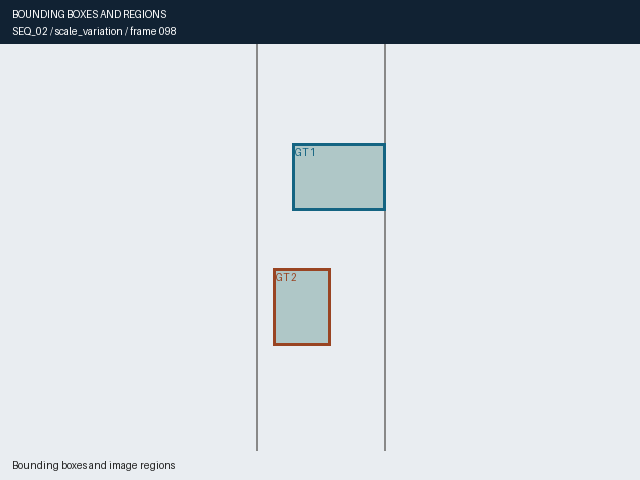 BOUNDING BOXES AND REGIONS
SEQ_02 / scale_variation / frame 098
GT1
GT2
Bounding boxes and image regions